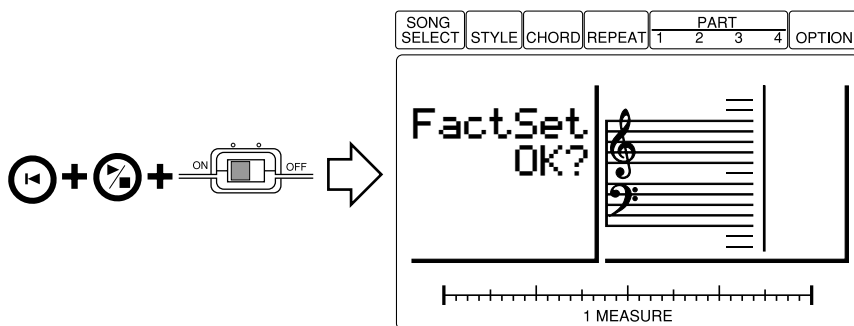 SONG
SELECT
STYLE
CHORD
REPEAT
PART
1 2 3 4
OPTION
FactSet
OK?
ON
OFF
1 MEASURE